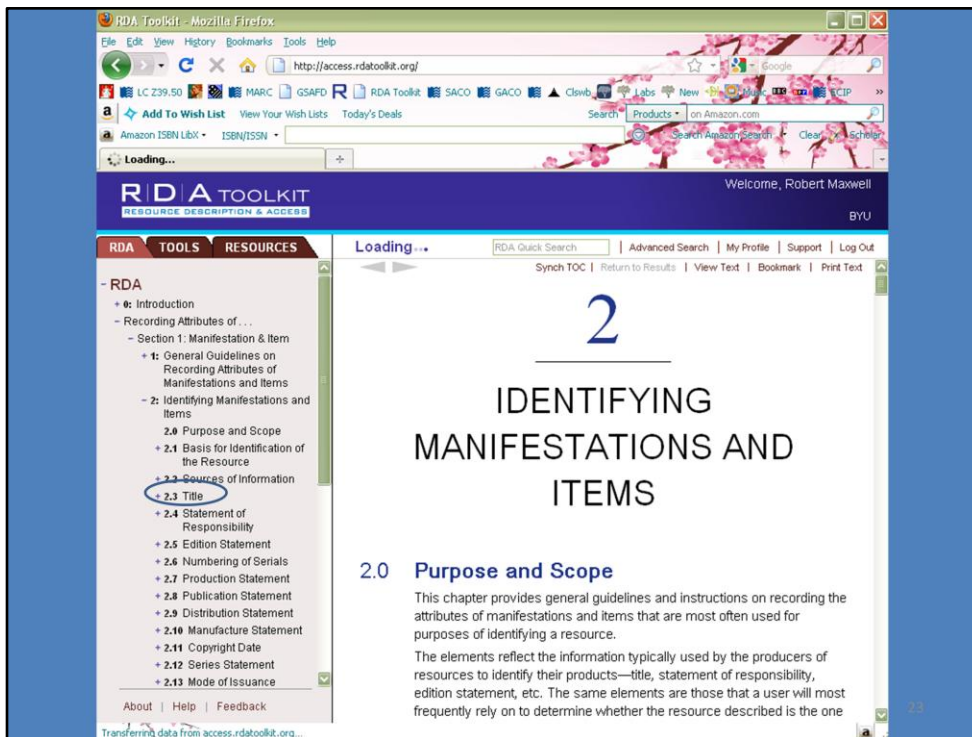 RDA Toolkit - Mozilla Firefox
File Edit View History Bookmarks Tools Help
http://access.rdatoolkit.org/
Google
LC Z39.50 MARC GSAFD R RDA Toolkit SACO GACO Clswb Labs New Music SCIP »
a Add To Wish List View Your Wish Lists Today's Deals Search Products on Amazon.com
a Amazon ISBN LibX ISBN/ISSN Search Amazon Search Clear Scholar
Loading...
R|D|A TOOLKIT
RESOURCE DESCRIPTION & ACCESS
Welcome, Robert Maxwell
BYU
RDA TOOLS RESOURCES
Loading...
RDA Quick Search | Advanced Search | My Profile | Support | Log Out
Synch TOC | Return to Results | View Text | Bookmark | Print Text
- RDA
+ 0: Introduction
- Recording Attributes of . . .
- Section 1: Manifestation & Item
+ 1: General Guidelines on
Recording Attributes of
Manifestations and Items
- 2: Identifying Manifestations and
Items
2.0 Purpose and Scope
+ 2.1 Basis for Identification of
the Resource
+ 2.2 Sources of Information
+ 2.3 Title
+ 2.4 Statement of
Responsibility
+ 2.5 Edition Statement
+ 2.6 Numbering of Serials
+ 2.7 Production Statement
+ 2.8 Publication Statement
+ 2.9 Distribution Statement
+ 2.10 Manufacture Statement
+ 2.11 Copyright Date
+ 2.12 Series Statement
+ 2.13 Mode of Issuance
About | Help | Feedback
2
IDENTIFYING
MANIFESTATIONS AND
ITEMS
2.0 Purpose and Scope
This chapter provides general guidelines and instructions on recording the
attributes of manifestations and items that are most often used for
purposes of identifying a resource.
The elements reflect the information typically used by the producers of
resources to identify their products—title, statement of responsibility,
edition statement, etc. The same elements are those that a user will most
frequently rely on to determine whether the resource described is the one
23
Transferring data from access.rdatoolkit.org...
a